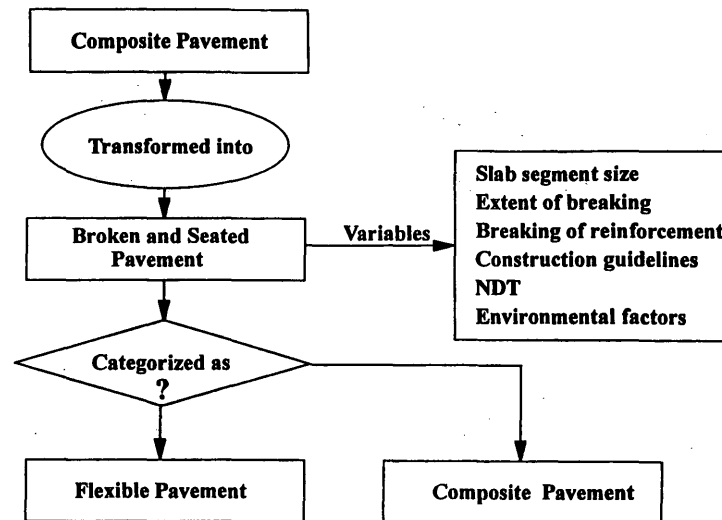 Composite Pavement
Transformed into
Broken and Seated
Pavement
Variables
Slab segment size
Extent of breaking
Breaking of reinforcement
Construction guidelines
NDT
Environmental factors
Categorized as
?
Flexible Pavement
Composite Pavement